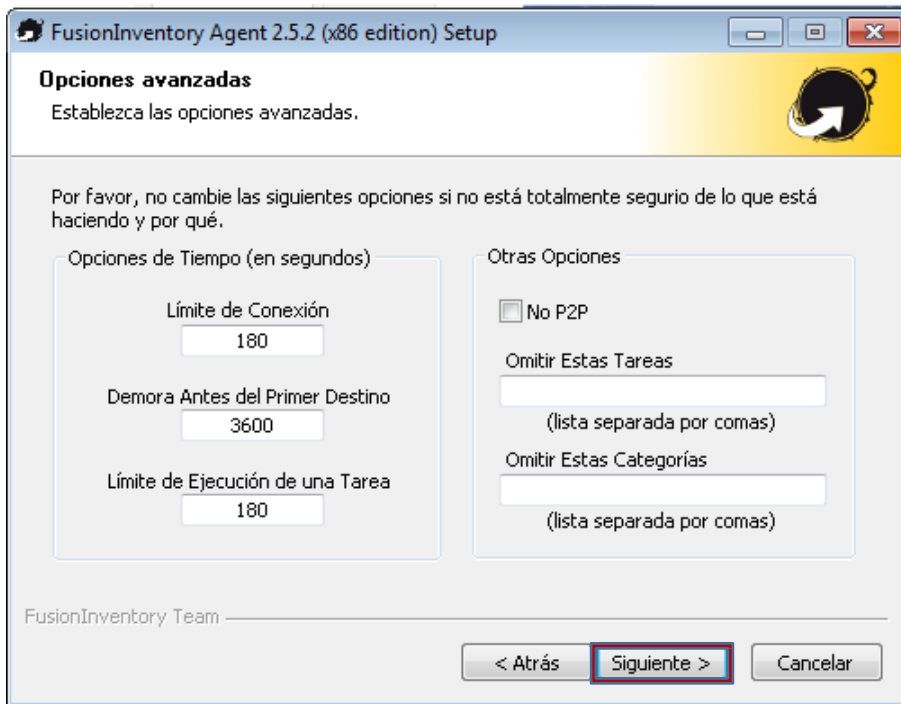 FusionInventory Agent 2.5.2 (x86 edition) Setup
Opciones avanzadas
Establezca las opciones avanzadas.
Por favor, no cambie las siguientes opciones si no está totalmente segurio de lo que está
haciendo y por qué.
Opciones de Tiempo (en segundos)
Límite de Conexión
180
Demora Antes del Primer Destino
3600
Límite de Ejecución de una Tarea
180
Otras Opciones
No P2P
Omitir Estas Tareas
(lista separada por comas)
Omitir Estas Categorías
(lista separada por comas)
FusionInventory Team
< Atrás
Siguiente >
Cancelar